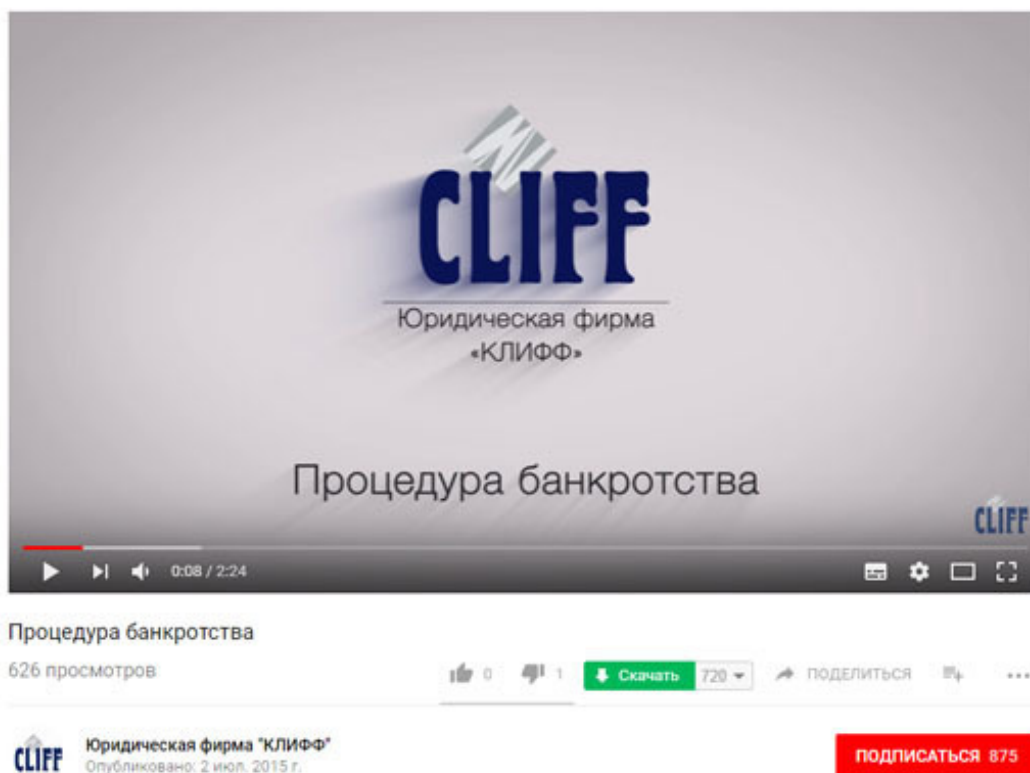 CLIFF
Юридическая фирма
«КЛИФФ»
Процедура банкротства
CLIFF
0:08 / 2:24
Процедура банкротства
626 просмотров
0
1
Скачать
720
ПОДЕЛИТЬСЯ
CLIFF
Юридическая фирма "КЛИФФ"
Опубликовано: 2 июл. 2015 г.
ПОДПИСАТЬСЯ 875